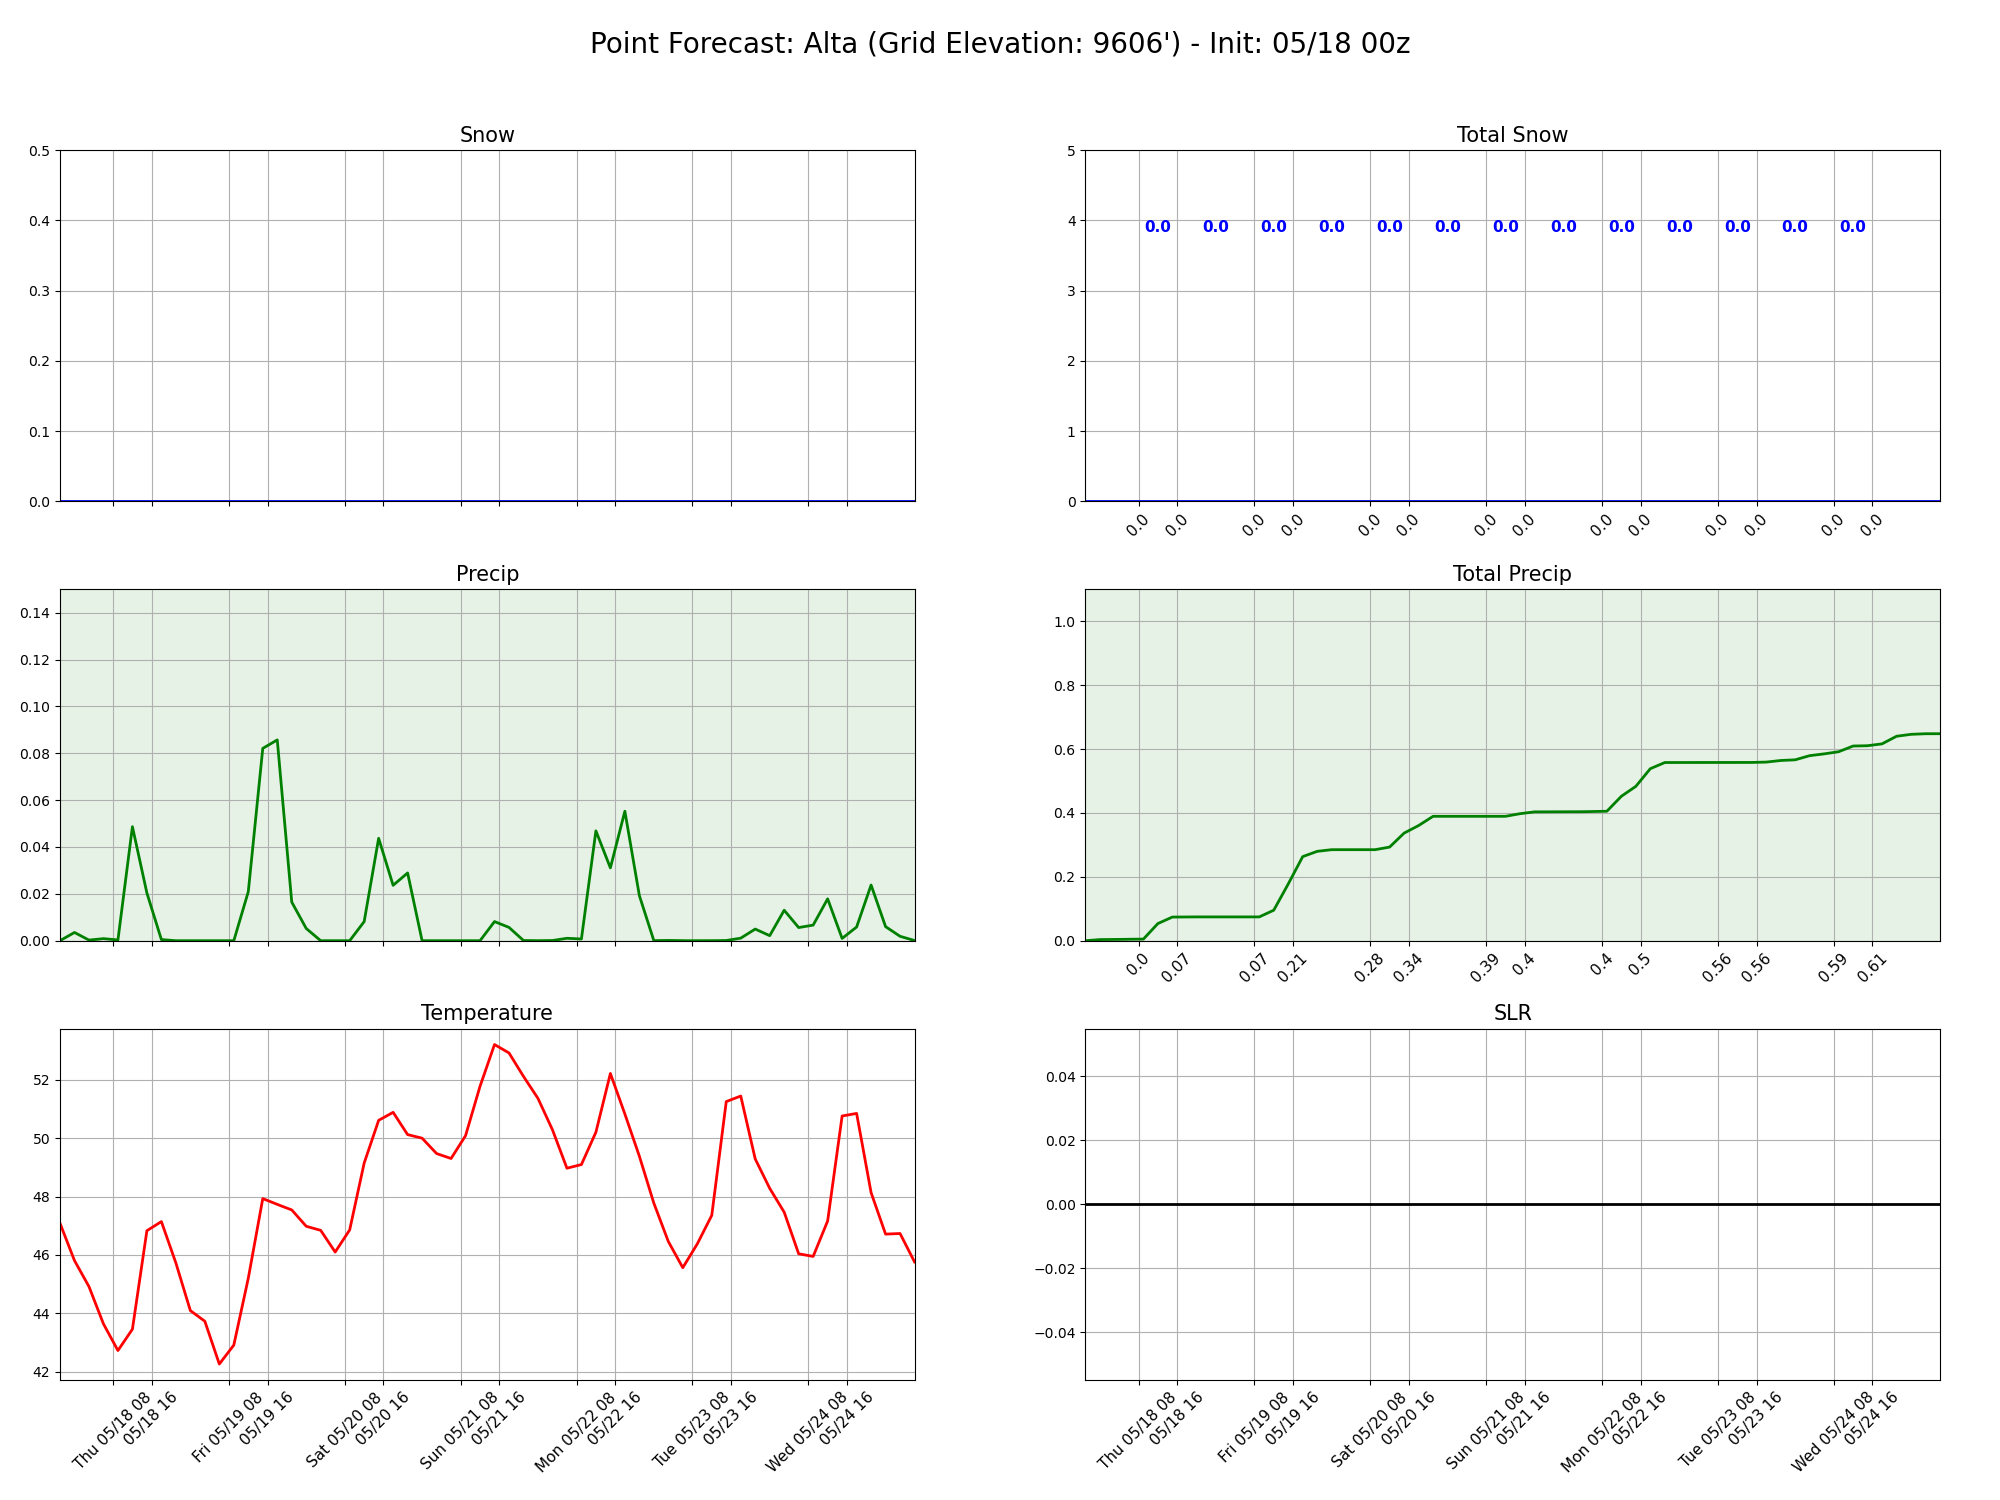 Point Forecast: Alta (Grid Elevation: 9606') - Init: 05/18 00z
Snow
0.5
0.4
0.3
0.2
0.1
0.0
Total Snow
5
4
3
2
1
0
0.0 0.0 0.0 0.0 0.0 0.0 0.0 0.0 0.0 0.0 0.0 0.0 0.0
0.0 0.0 0.0 0.0 0.0 0.0 0.0 0.0 0.0 0.0 0.0 0.0 0.0 0.0
Precip
0.14
0.12
0.10
0.08
0.06
0.04
0.02
0.00
Total Precip
1.0
0.8
0.6
0.4
0.2
0.0
0.0 0.07 0.07 0.21 0.28 0.34 0.39 0.4 0.4 0.5 0.56 0.56 0.59 0.61
Temperature
52
50
48
46
44
42
Thu 05/18 08
05/18 16
Fri 05/19 08
05/19 16
Sat 05/20 08
05/20 16
Sun 05/21 08
05/21 16
Mon 05/22 08
05/22 16
Tue 05/23 08
05/23 16
Wed 05/24 08
05/24 16
SLR
0.04
0.02
0.00
−0.02
−0.04
Thu 05/18 08
05/18 16
Fri 05/19 08
05/19 16
Sat 05/20 08
05/20 16
Sun 05/21 08
05/21 16
Mon 05/22 08
05/22 16
Tue 05/23 08
05/23 16
Wed 05/24 08
05/24 16